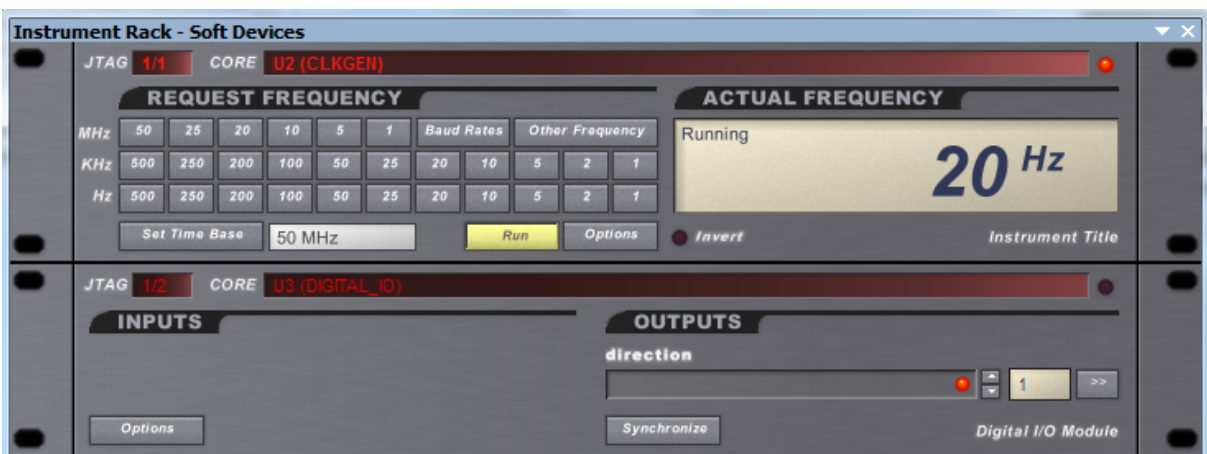 Instrument Rack - Soft Devices
JTAG 1/1 CORE U2 (CLKGEN)
REQUEST FREQUENCY
MHz 50 25 20 10 5 1 Baud Rates Other Frequency
KHz 500 250 200 100 50 25 20 10 5 2 1
Hz 500 250 200 100 50 25 20 10 5 2 1
Set Time Base 50 MHz Run Options
ACTUAL FREQUENCY
Running
20 Hz
Invert Instrument Title
JTAG 1/2 CORE U3 (DIGITAL_IO)
INPUTS
Options
OUTPUTS
direction
1 >>
Synchronize Digital I/O Module